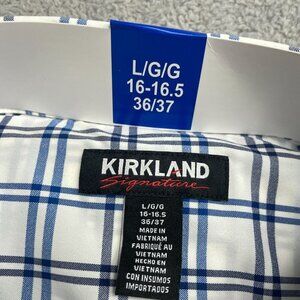 L/G/G
16-16.5
36/37
KIRKLAND
Signature
L/G/G
16-16.5
36/37
MADE IN
VIETNAM
FABRIQUÉ AU
VIETNAM
HECHO EN
VIETNAM
CON INSUMOS
IMPORTADOS